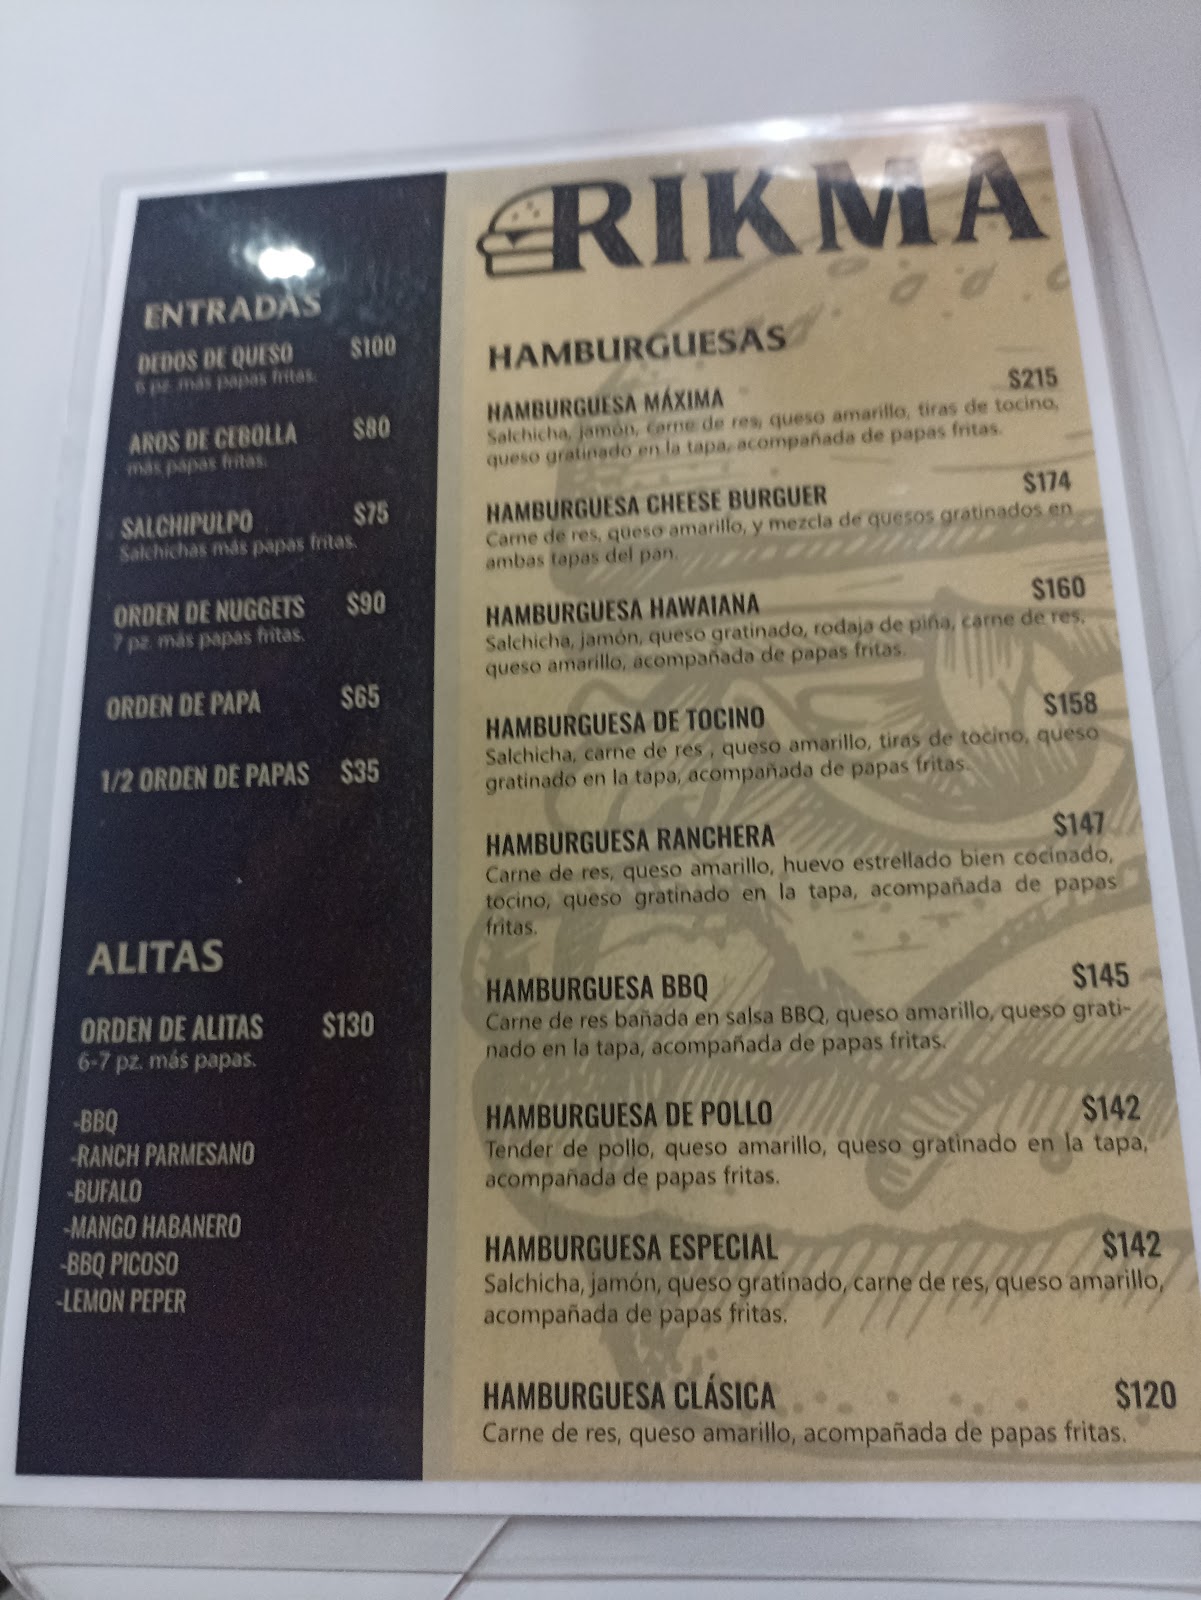 RIKMA
ENTRADAS
DEDOS DE QUESO $100
6 pz. más papas fritas.
AROS DE CEBOLLA $80
más papas fritas.
SALCHIPULPO $75
Salchichas más papas fritas.
ORDEN DE NUGGETS $90
7 pz. más papas fritas.
ORDEN DE PAPA $65
1/2 ORDEN DE PAPAS $35
ALITAS
ORDEN DE ALITAS $130
6-7 pz. más papas.
-BBQ
-RANCH PARMESANO
-BUFALO
-MANGO HABANERO
-BBQ PICOSO
-LEMON PEPER
HAMBURGUESAS
HAMBURGUESA MÁXIMA $215
Salchicha, jamón, carne de res, queso amarillo, tiras de tocino,
queso gratinado en la tapa, acompañada de papas fritas.
HAMBURGUESA CHEESE BURGUER $174
Carne de res, queso amarillo, y mezcla de quesos gratinados en
ambas tapas del pan.
HAMBURGUESA HAWAIANA $160
Salchicha, jamón, queso gratinado, rodaja de piña, carne de res,
queso amarillo, acompañada de papas fritas.
HAMBURGUESA DE TOCINO $158
Salchicha, carne de res , queso amarillo, tiras de tocino, queso
gratinado en la tapa, acompañada de papas fritas.
HAMBURGUESA RANCHERA $147
Carne de res, queso amarillo, huevo estrellado bien cocinado,
tocino, queso gratinado en la tapa, acompañada de papas
fritas.
HAMBURGUESA BBQ $145
Carne de res bañada en salsa BBQ, queso amarillo, queso grati-
nado en la tapa, acompañada de papas fritas.
HAMBURGUESA DE POLLO $142
Tender de pollo, queso amarillo, queso gratinado en la tapa,
acompañada de papas fritas.
HAMBURGUESA ESPECIAL $142
Salchicha, jamón, queso gratinado, carne de res, queso amarillo,
acompañada de papas fritas.
HAMBURGUESA CLÁSICA $120
Carne de res, queso amarillo, acompañada de papas fritas.